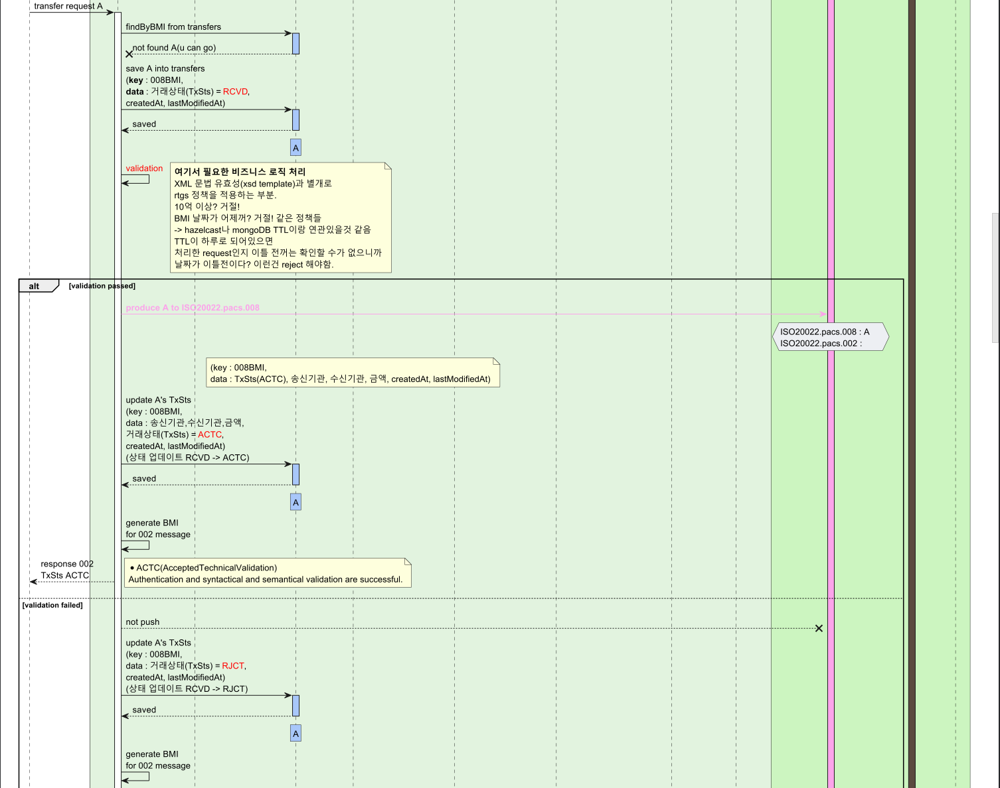 transfer request A
findByBMI from transfers
not found A(u can go)
save A into transfers
(key : 008BMI,
data : 거래상태(TxSts) = RCVD,
createdAt, lastModifiedAt)
saved
A
validation
여기서 필요한 비즈니스 로직 처리
XML 문법 유효성(xsd template)과 별개로
rtgs 정책을 적용하는 부분.
10억 이상? 거절!
BMI 날짜가 어제꺼? 거절! 같은 정책들
-> hazelcast나 mongoDB TTL이랑 연관있을것 같음
TTL이 하루로 되어있으면
처리한 request인지 이틀 전꺼는 확인할 수가 없으니까
날짜가 이틀전이다? 이런건 reject 해야함.
alt
[validation passed]
produce A to ISO20022.pacs.008
ISO20022.pacs.008 : A
ISO20022.pacs.002 :
(key : 008BMI,
data : TxSts(ACTC), 송신기관, 수신기관, 금액, createdAt, lastModifiedAt)
update A's TxSts
(key : 008BMI,
data : 송신기관,수신기관,금액,
거래상태(TxSts) = ACTC,
createdAt, lastModifiedAt)
(상태 업데이트 RCVD -> ACTC)
saved
A
generate BMI
for 002 message
response 002
TxSts ACTC
• ACTC(AcceptedTechnicalValidation)
Authentication and syntactical and semantical validation are successful.
[validation failed]
not push
update A's TxSts
(key : 008BMI,
data : 거래상태(TxSts) = RJCT,
createdAt, lastModifiedAt)
(상태 업데이트 RCVD -> RJCT)
saved
A
generate BMI
for 002 message